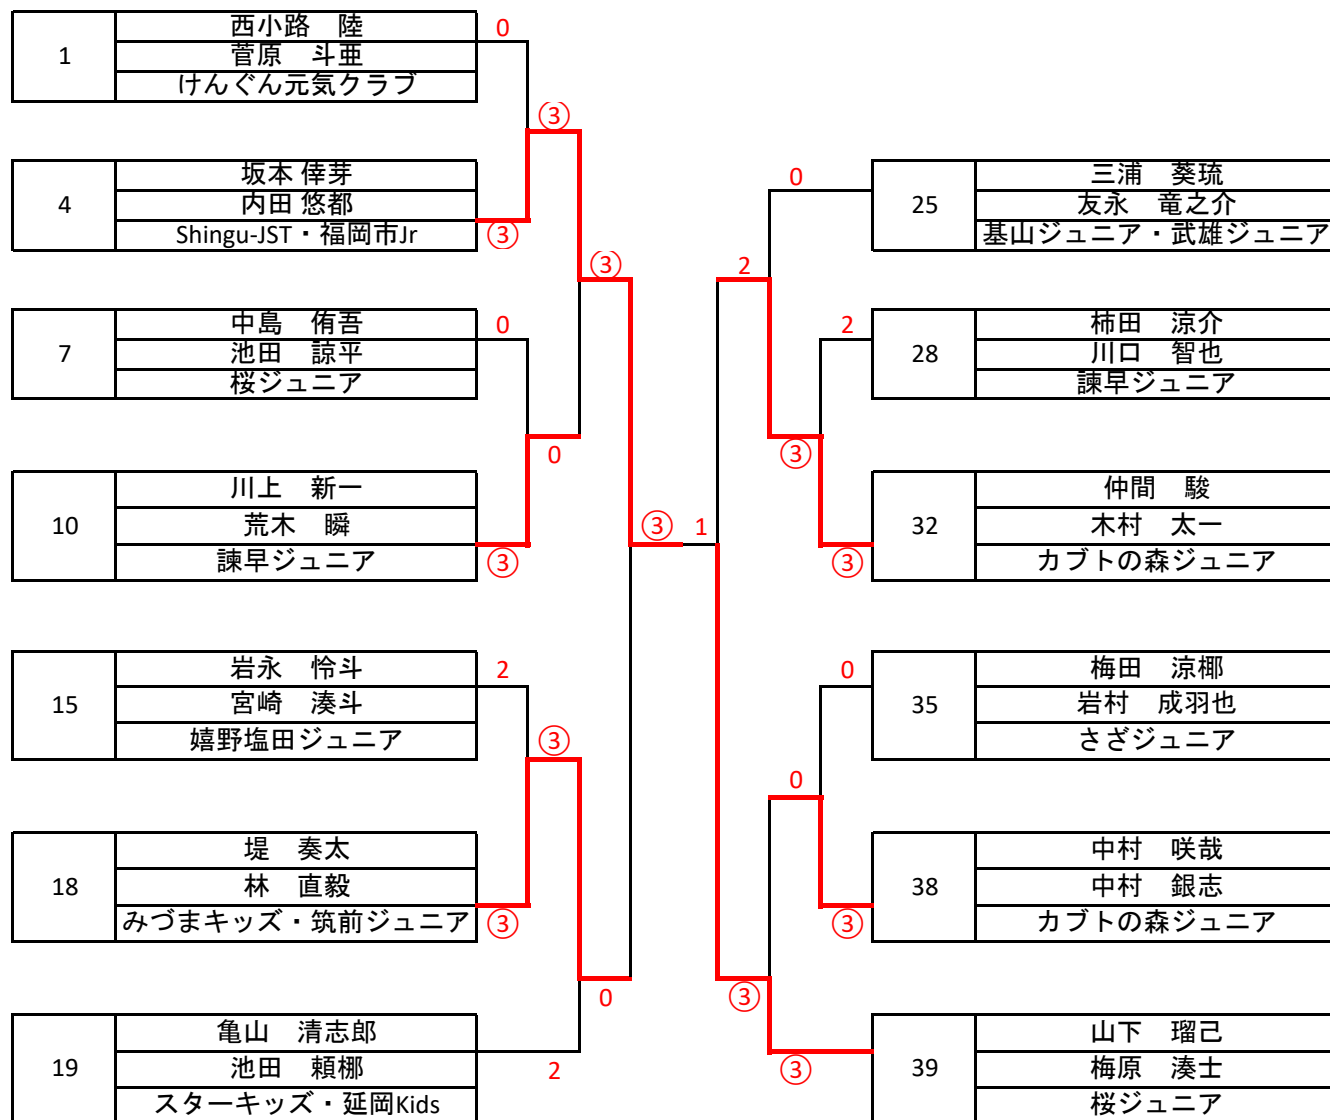 1
西小路　陸
菅原　斗亜
けんぐん元気クラブ
0
③
4
坂本 倖芽
内田 悠都
Shingu-JST・福岡市Jr
③
③
7
中島　侑吾
池田　諒平
桜ジュニア
0
0
10
川上　新一
荒木　瞬
諫早ジュニア
③
③
15
岩永　怜斗
宮崎　湊斗
嬉野塩田ジュニア
2
③
18
堤　奏太
林　直毅
みづまキッズ・筑前ジュニア
③
0
19
亀山　清志郎
池田　頼梛
スターキッズ・延岡Kids
2
0
25
三浦　葵琉
友永　竜之介
基山ジュニア・武雄ジュニア
2
2
28
柿田　涼介
川口　智也
諫早ジュニア
③
1
32
仲間　駿
木村　太一
カブトの森ジュニア
③
0
35
梅田　涼椰
岩村　成羽也
さざジュニア
0
38
中村　咲哉
中村　銀志
カブトの森ジュニア
③
③
39
山下　瑠己
梅原　湊士
桜ジュニア
③